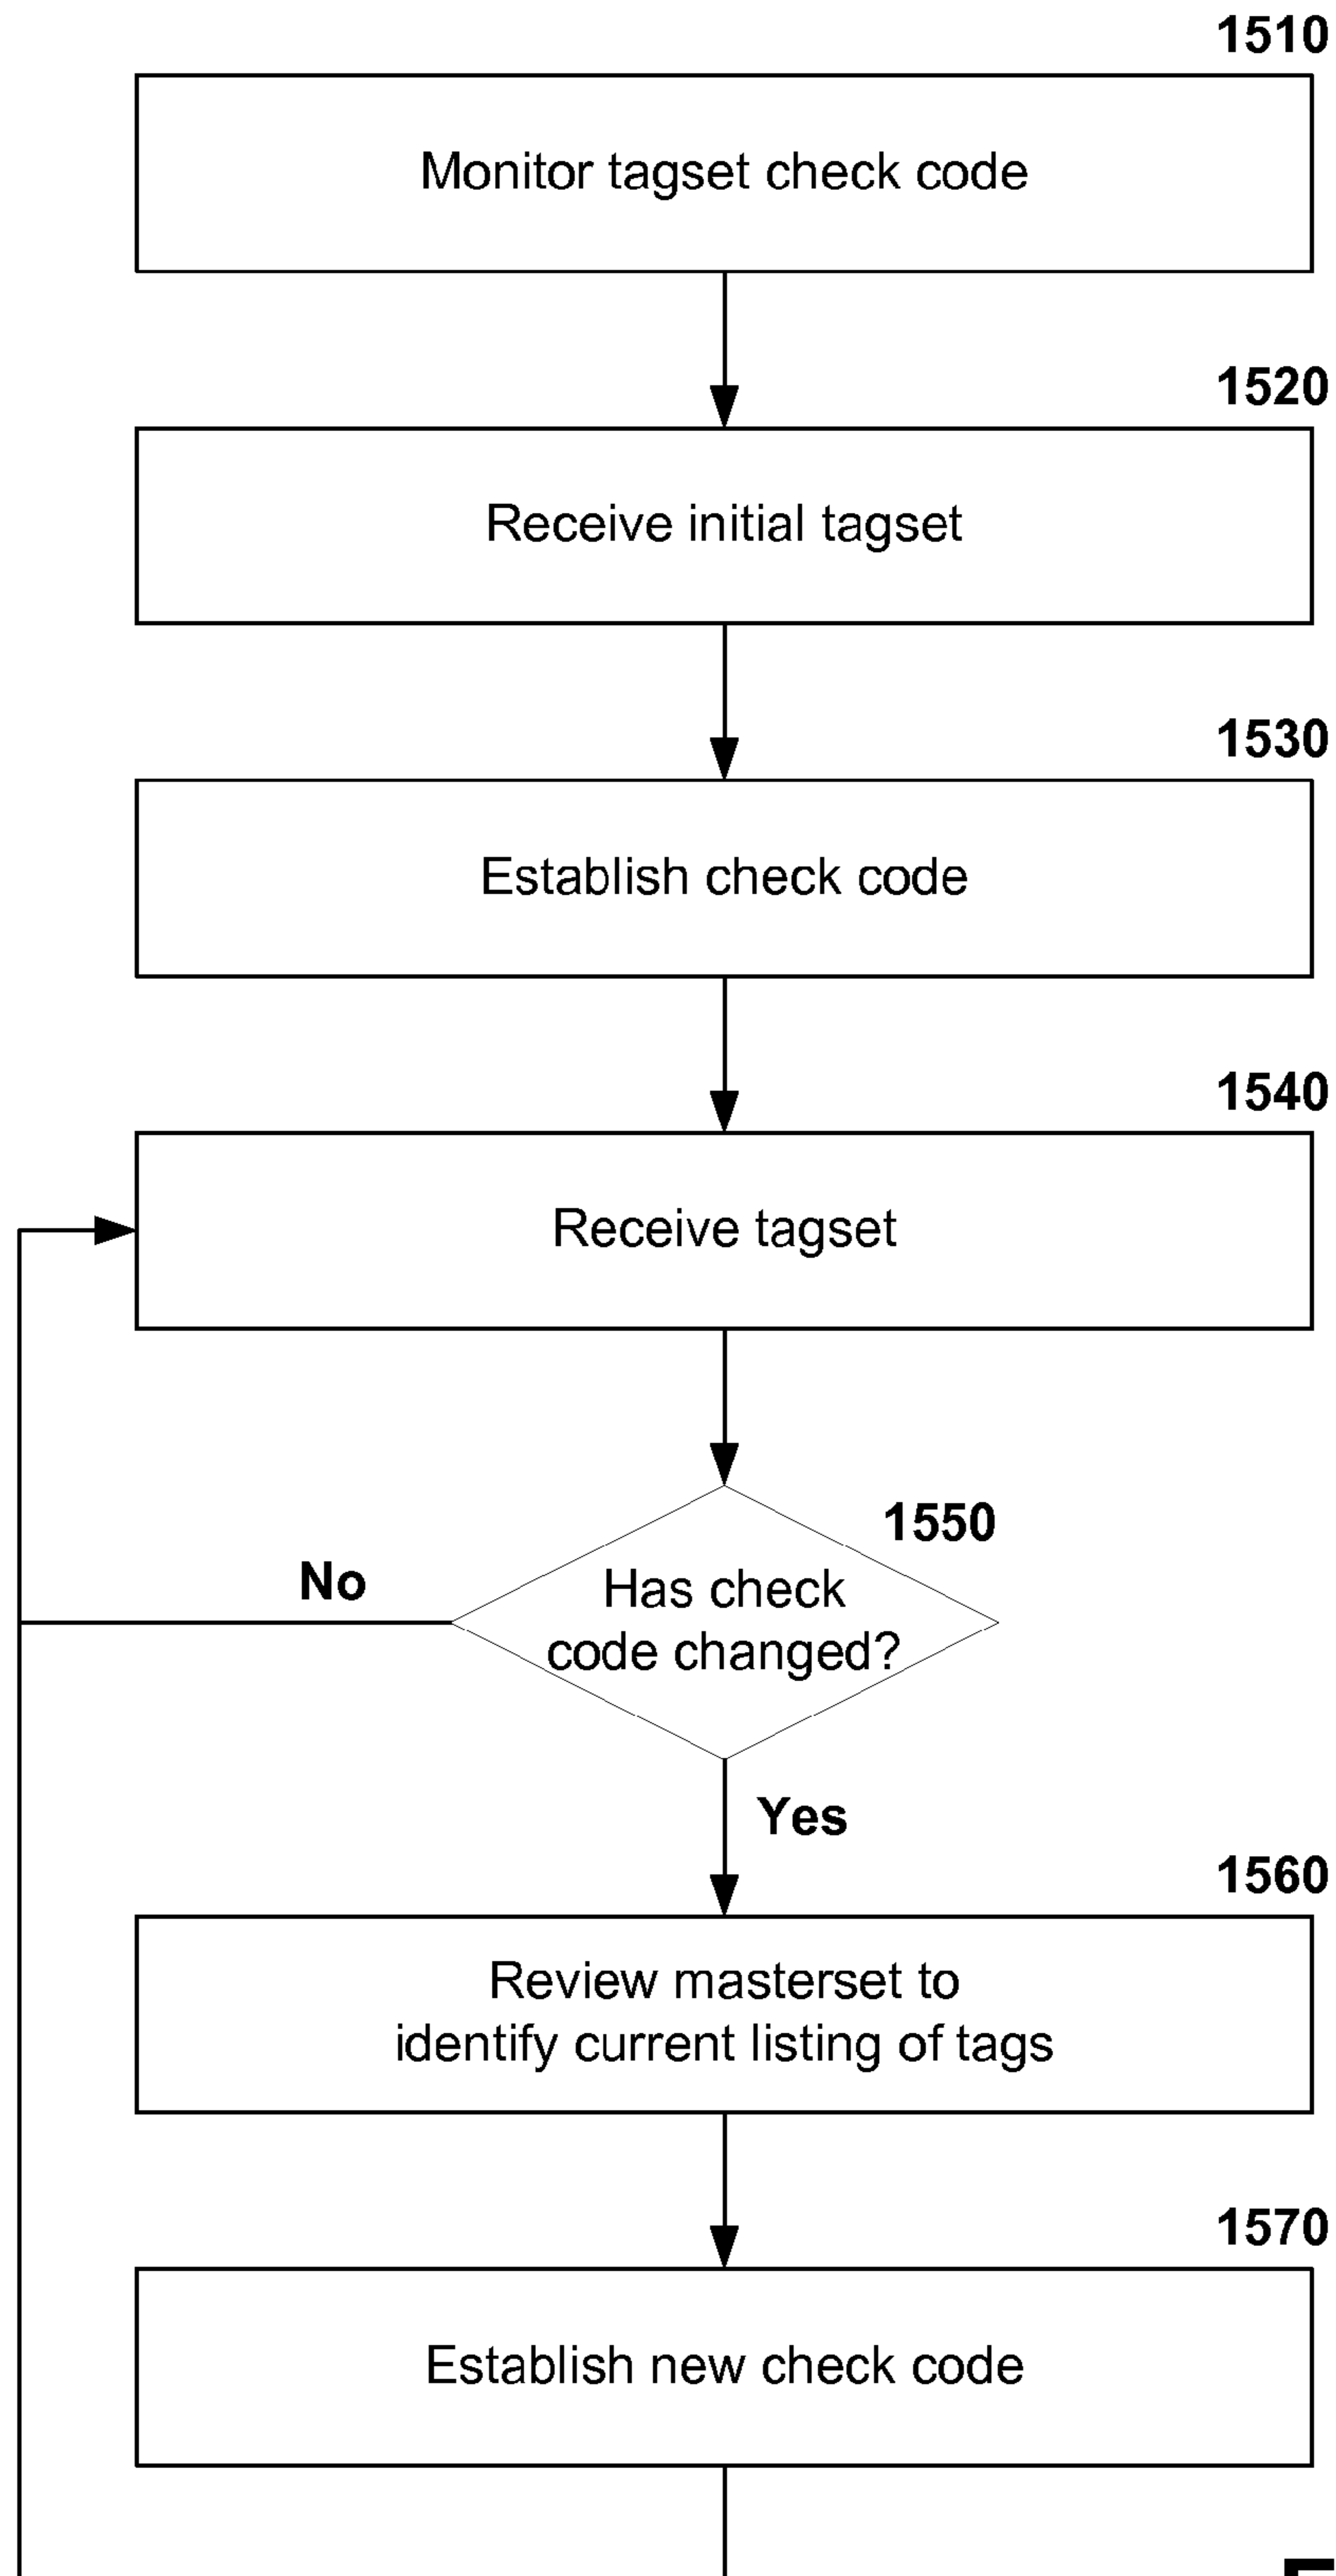 1510
Monitor tagset check code
1520
Receive initial tagset
1530
Establish check code
1540
Receive tagset
1550
Has check
code changed?
No
Yes
1560
Review masterset to
identify current listing of tags
1570
Establish new check code